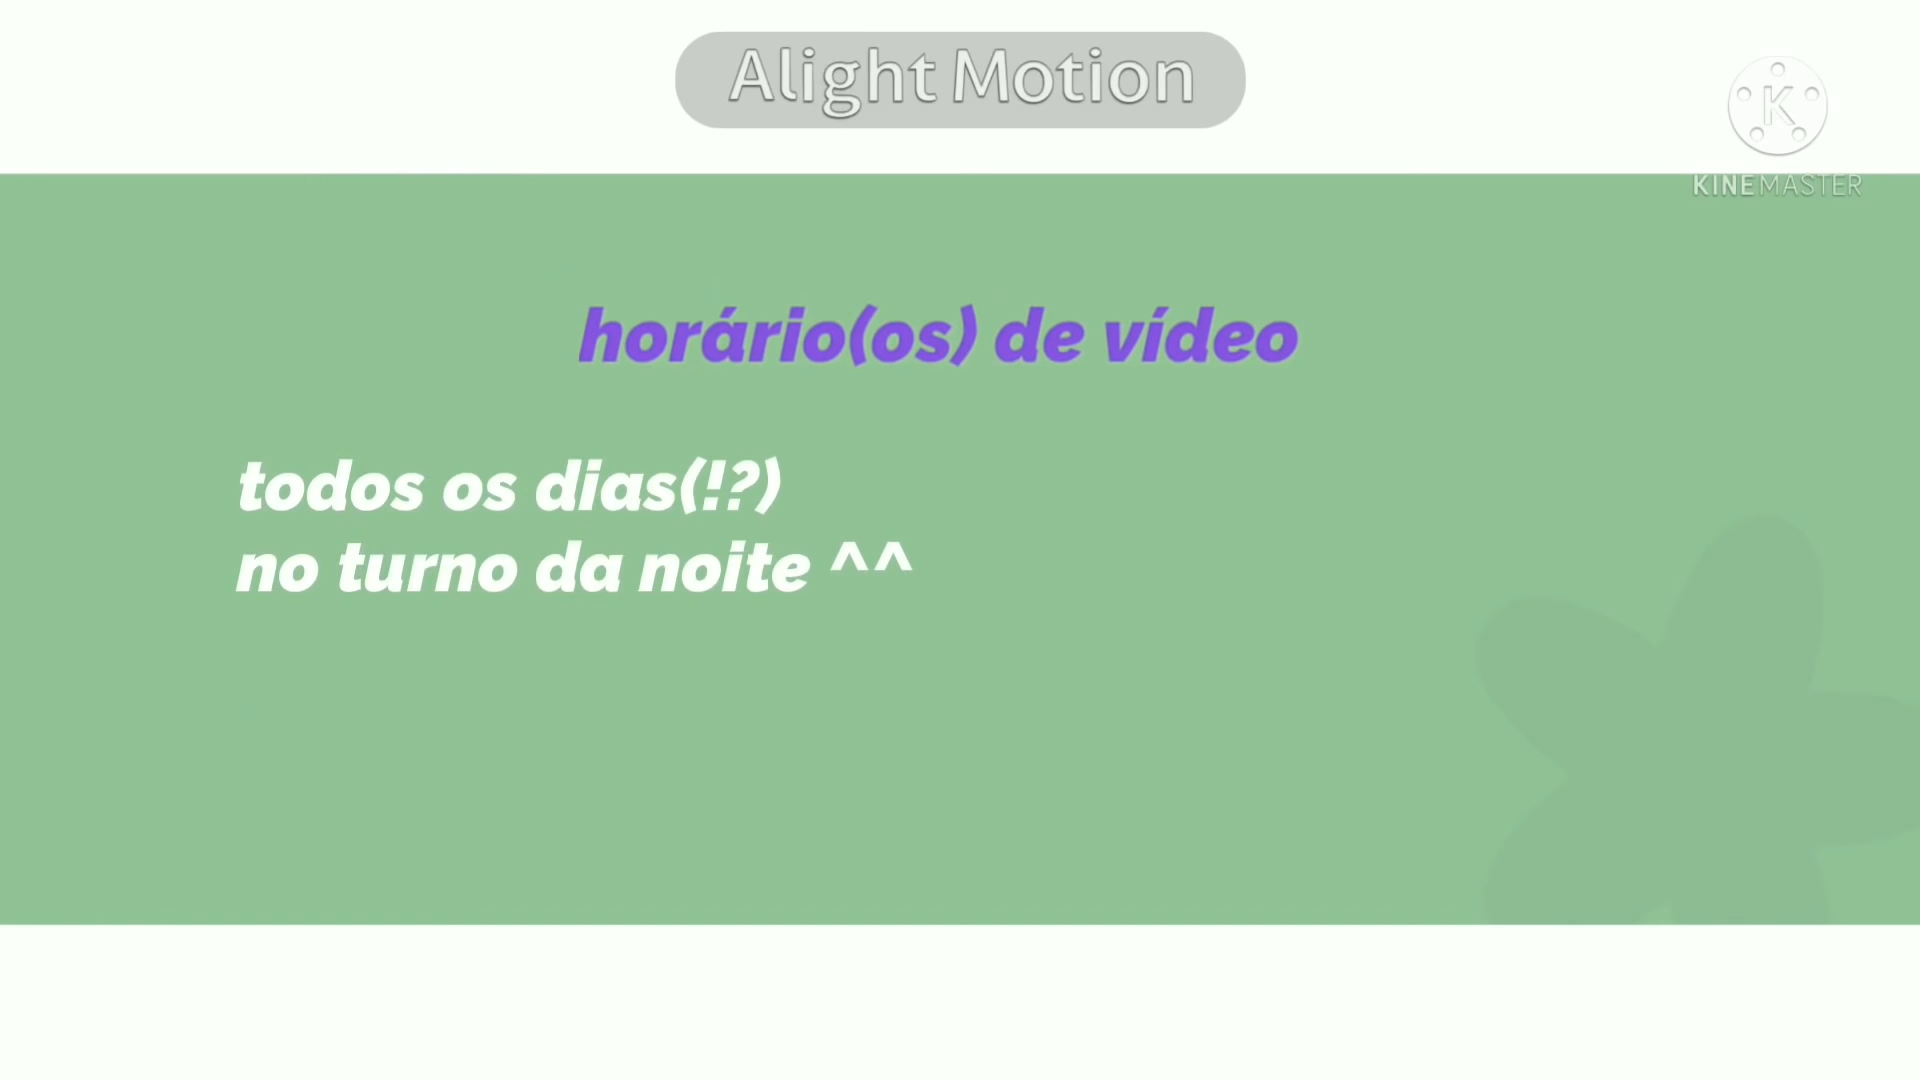 Alight Motion
K
KINEMASTER
horário(os) de vídeo
todos os dias(!?)
no turno da noite ^^